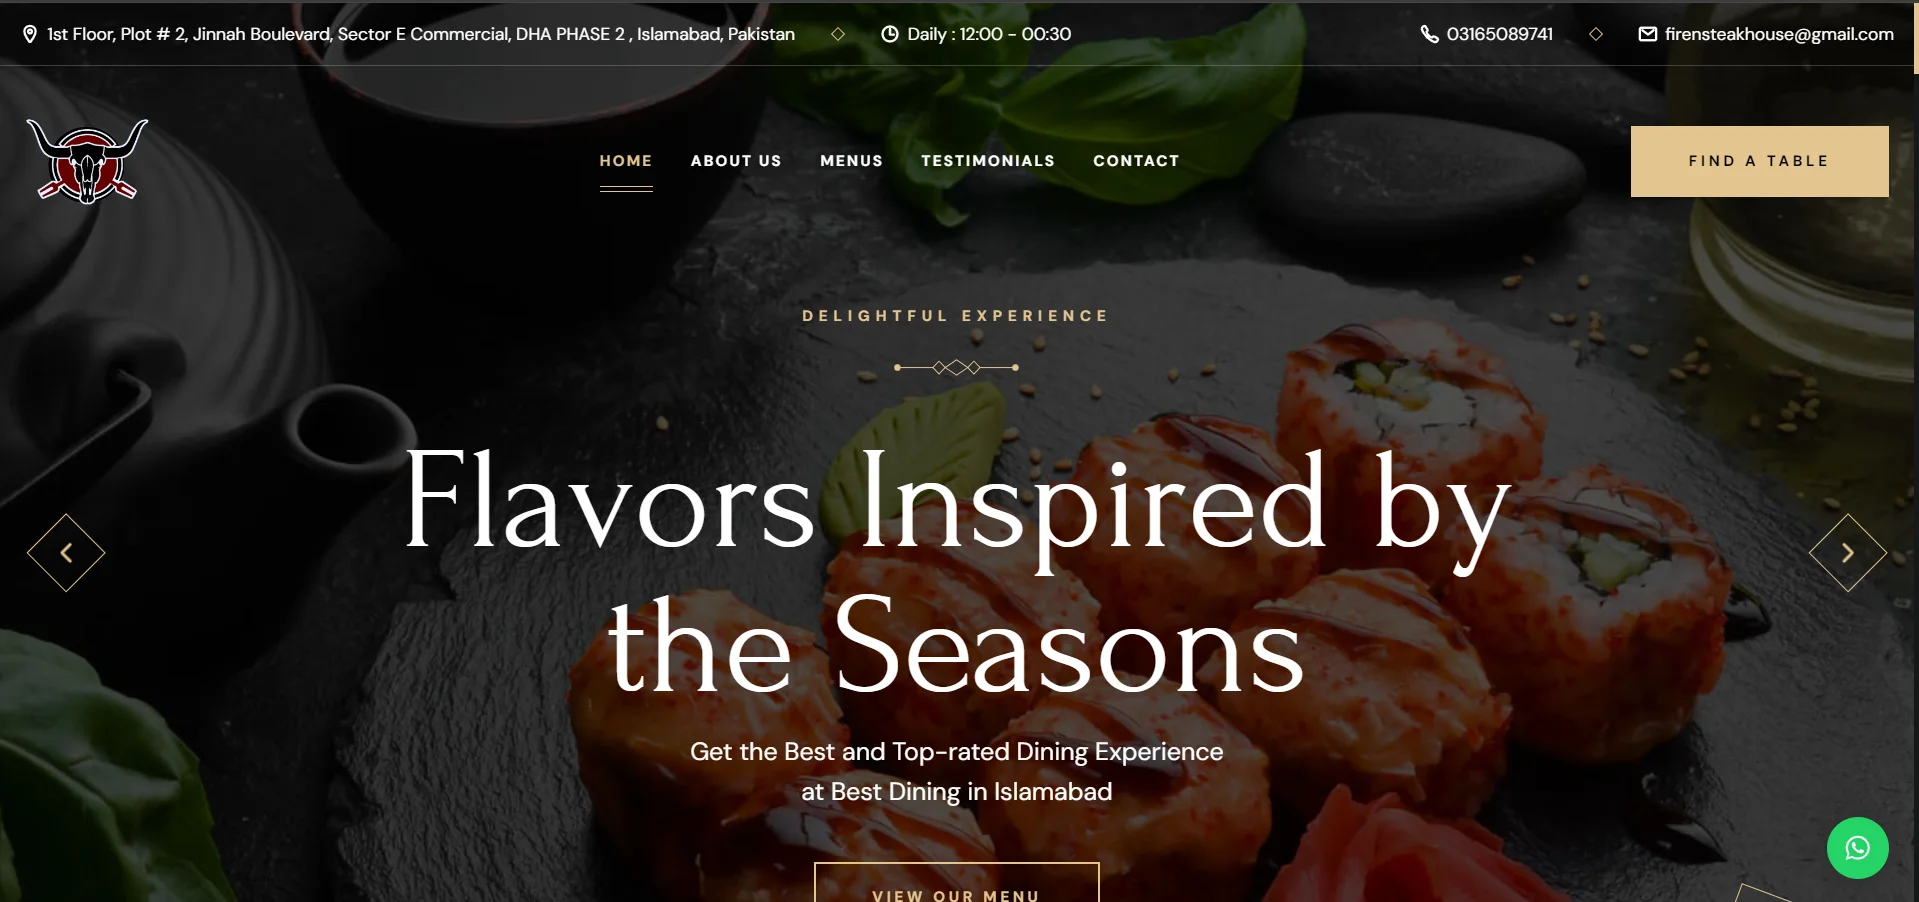 1st Floor, Plot # 2, Jinnah Boulevard, Sector E Commercial, DHA PHASE 2 , Islamabad, Pakistan
Daily : 12:00 - 00:30
03165089741
firensteakhouse@gmail.com
HOME
ABOUT US
MENUS
TESTIMONIALS
CONTACT
FIND A TABLE
DELIGHTFUL EXPERIENCE
Flavors Inspired by
the Seasons
Get the Best and Top-rated Dining Experience
at Best Dining in Islamabad
VIEW OUR MENU